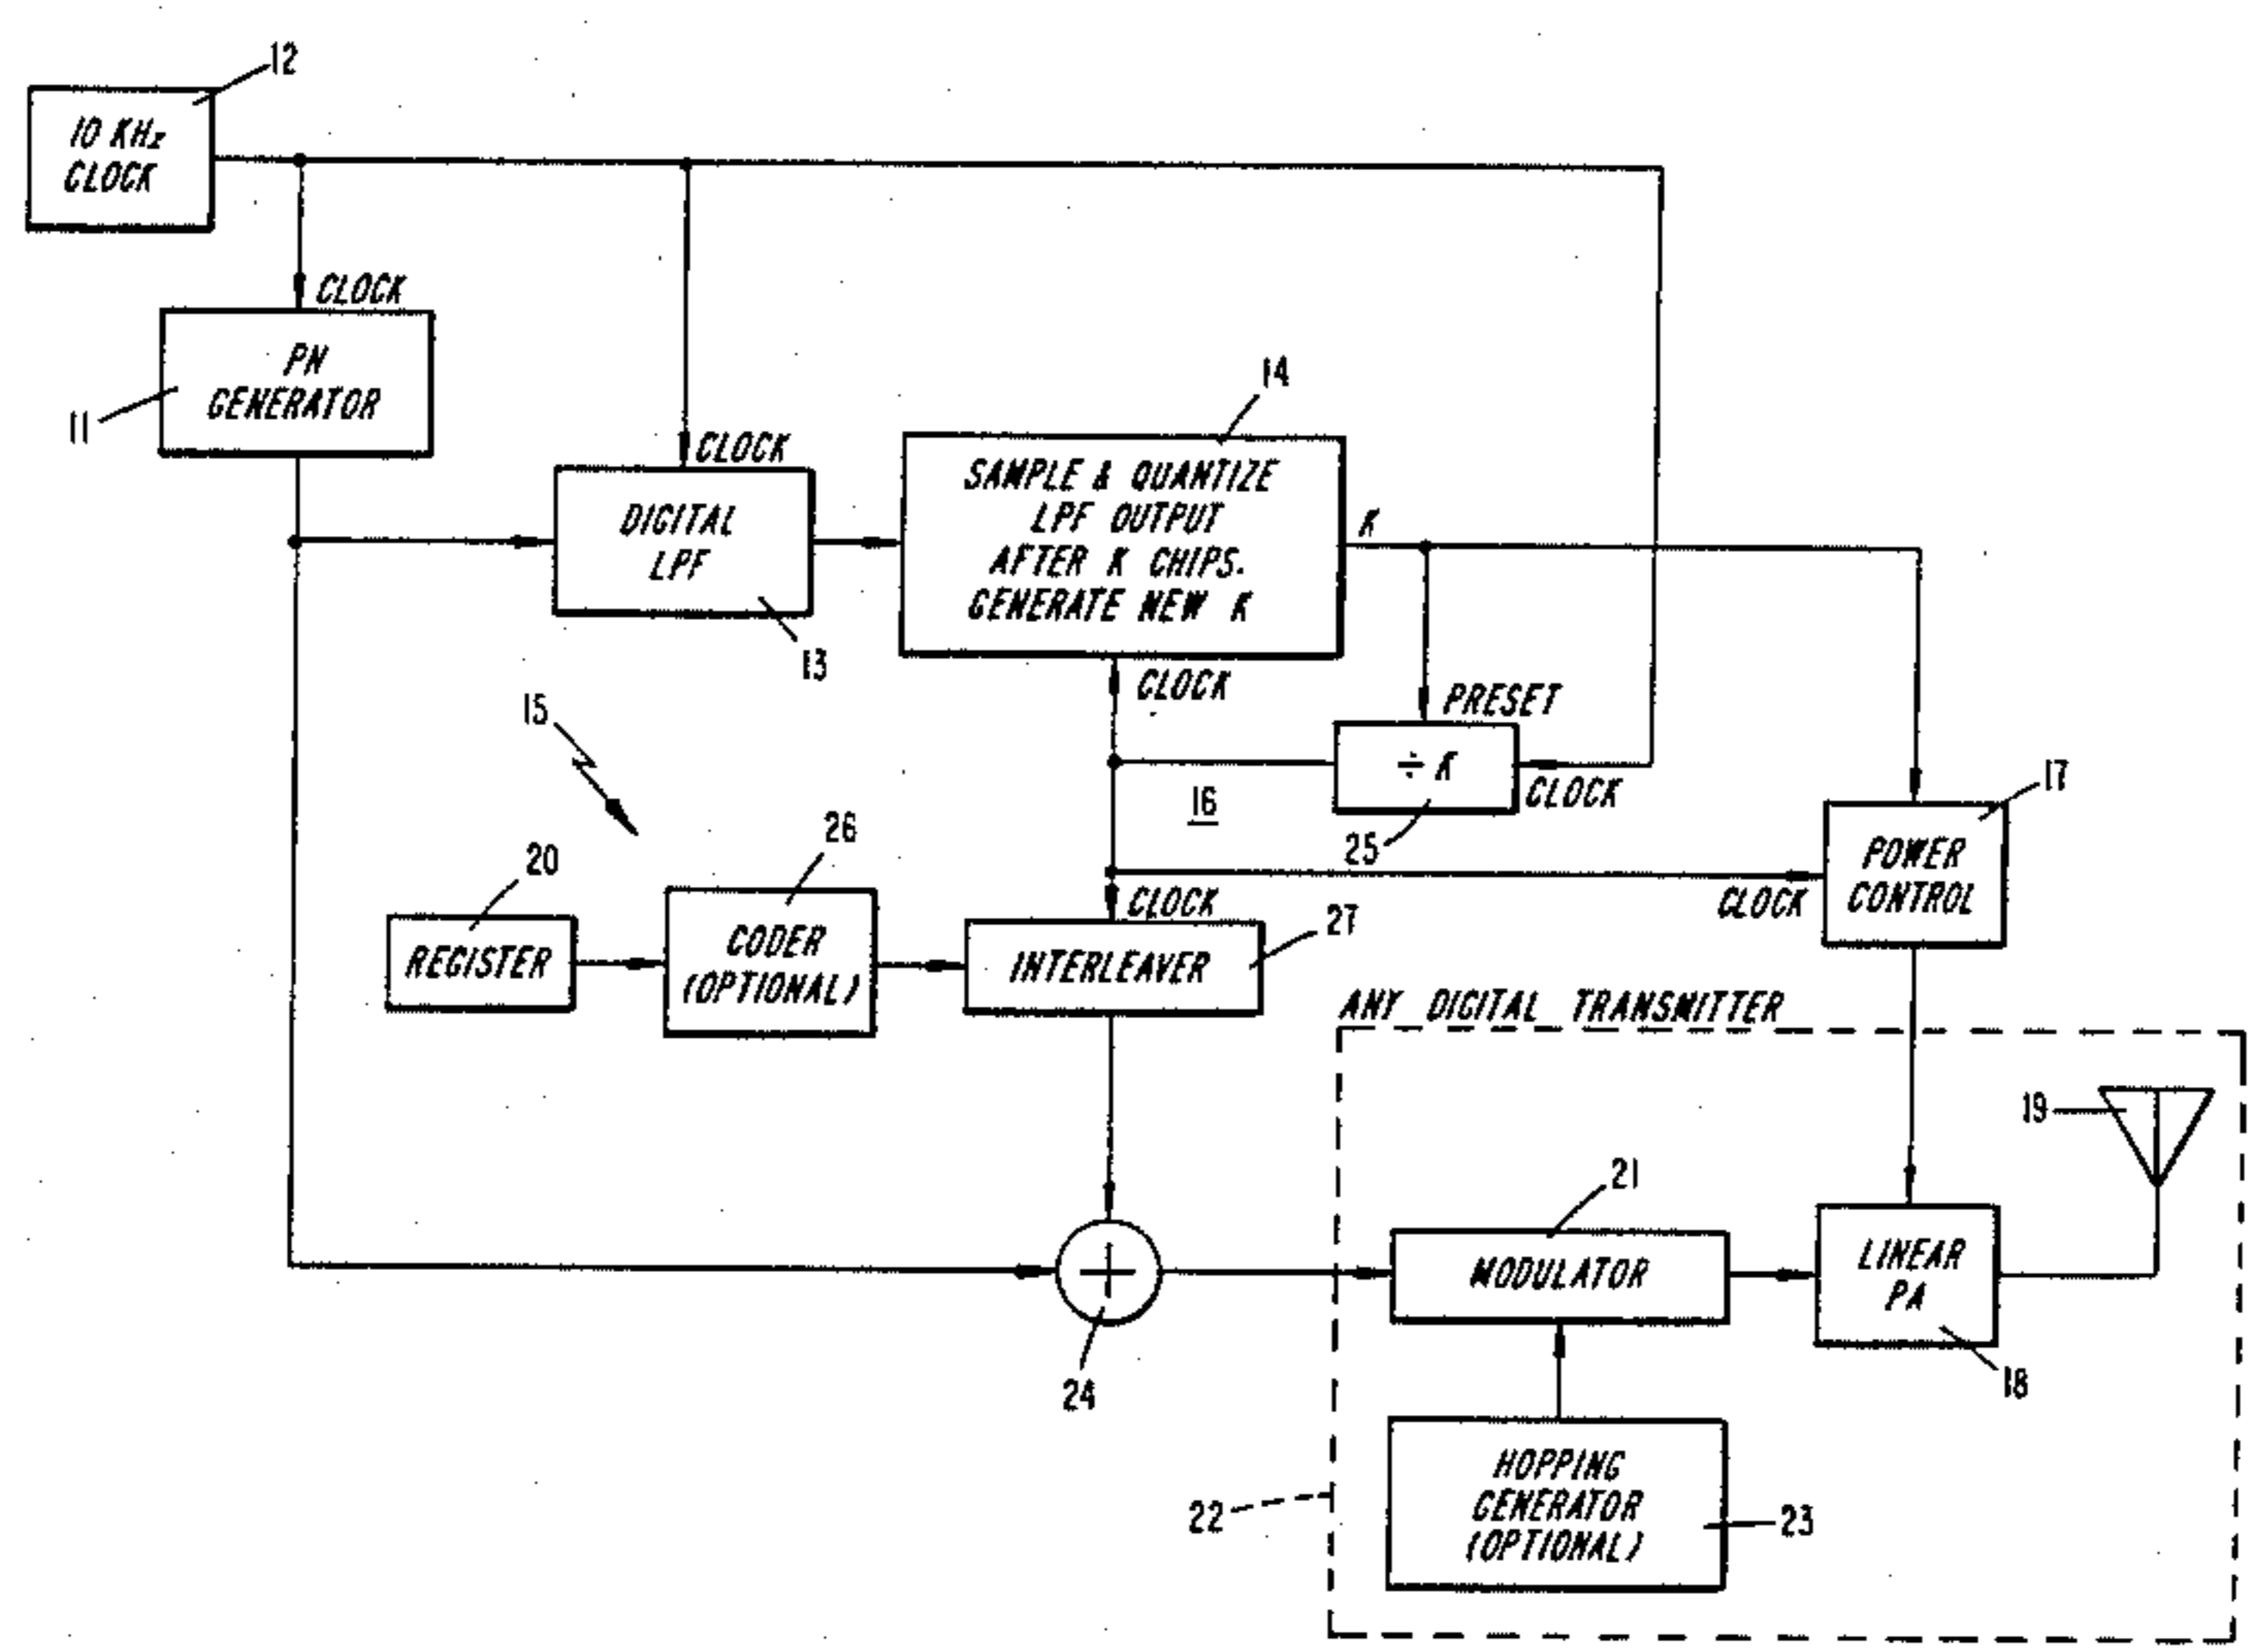 12
10 KHz
CLOCK
CLOCK
PN
GENERATOR
11
14
CLOCK
SAMPLE & QUANTIZE
LPF OUTPUT
AFTER K CHIPS.
GENERATE NEW K
K
DIGITAL
LPF
13
CLOCK
PRESET
15
÷ K
CLOCK
16
25
17
POWER
CONTROL
CLOCK
26
20
CLOCK
27
REGISTER
CODER
(OPTIONAL)
INTERLEAVER
ANY DIGITAL TRANSMITTER
19
21
MODULATOR
LINEAR
PA
+
24
18
HOPPING
GENERATOR
(OPTIONAL)
22
23